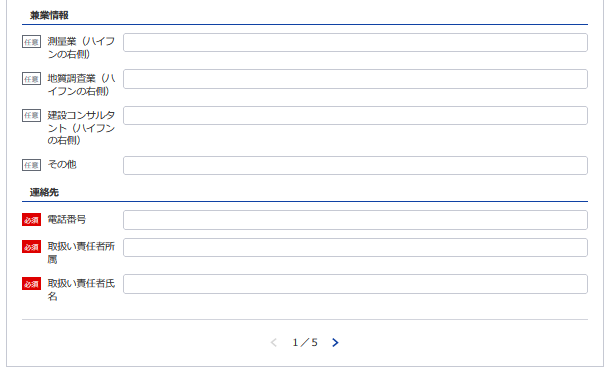 兼業情報
任意 測量業（ハイフ
ンの右側）
任意 地質調査業（ハ
イフンの右側）
任意 建設コンサルタ
ント（ハイフン
の右側）
任意 その他
連絡先
必須 電話番号
必須 取扱い責任者所
属
必須 取扱い責任者氏
名
1／5